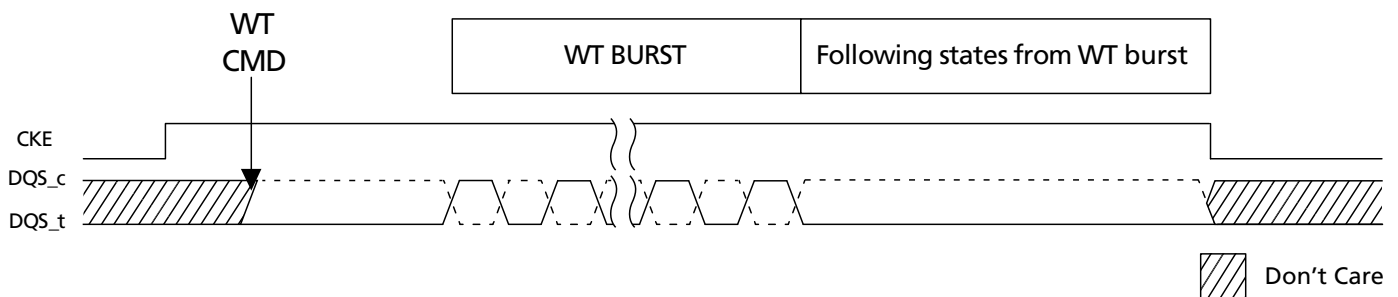 WT
CMD
WT BURST
Following states from WT burst
CKE
DQS_c
DQS_t
Don't Care